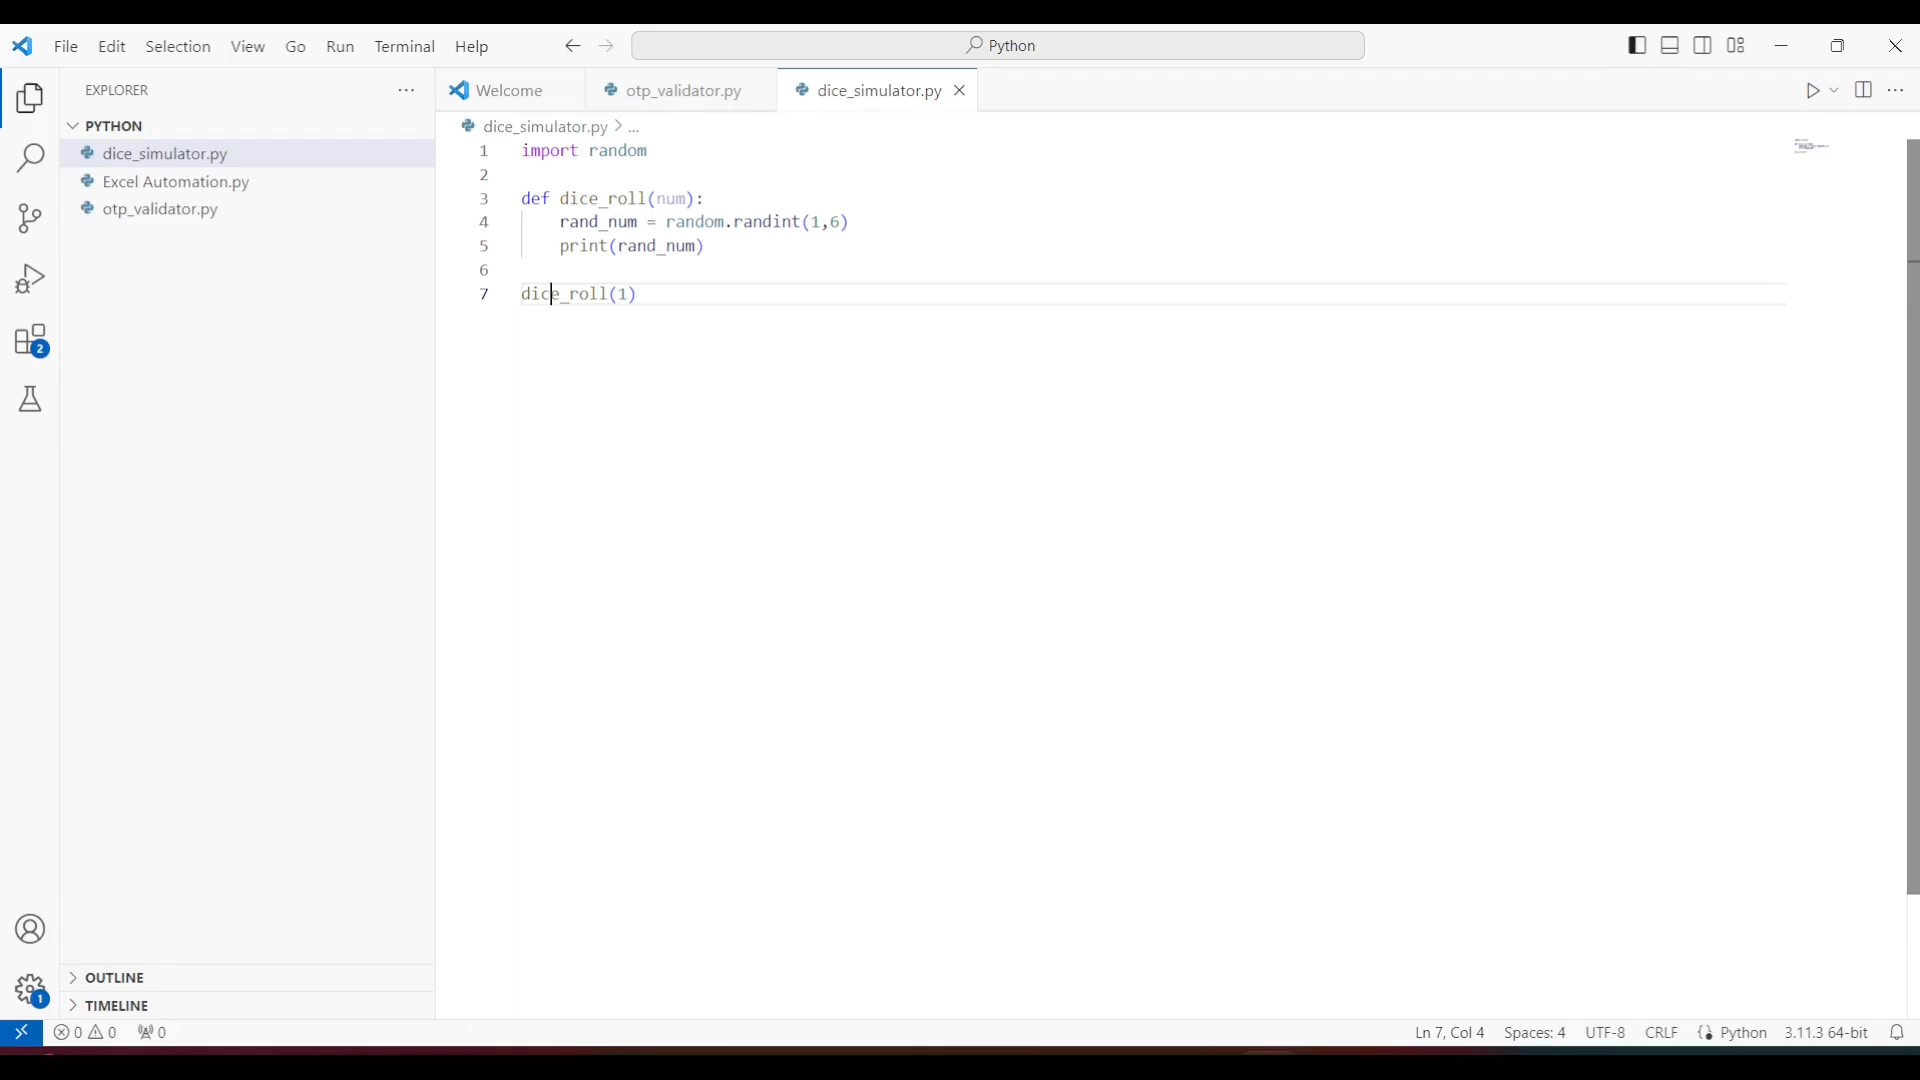 File Edit Selection View Go Run Terminal Help
Python
EXPLORER
PYTHON
dice_simulator.py
Excel Automation.py
otp_validator.py
OUTLINE
TIMELINE
2
1
Welcome
otp_validator.py
dice_simulator.py
dice_simulator.py > ...
1 import random
2
3 def dice_roll(num):
4 rand_num = random.randint(1,6)
5 print(rand_num)
6
7 dice_roll(1)
0 0 0
Ln 7, Col 4 Spaces: 4 UTF-8 CRLF Python 3.11.3 64-bit